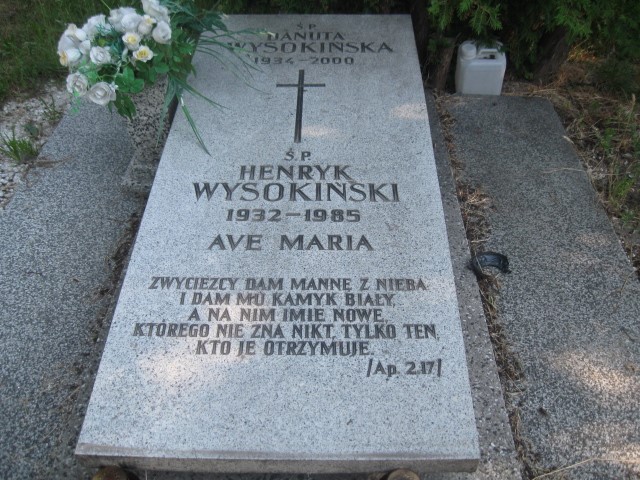 Ś.P.
DANUTA
WYSOKIŃSKA
1934-2000
Ś.P.
HENRYK
WYSOKIŃSKI
1932-1985
AVE MARIA
ZWYCIĘZCY DAM MANNĘ Z NIEBA
I DAM MU KAMYK BIAŁY,
A NA NIM IMIĘ NOWE,
KTÓREGO NIE ZNA NIKT, TYLKO TEN,
KTO JE OTRZYMUJE.
/Ap. 2.17/